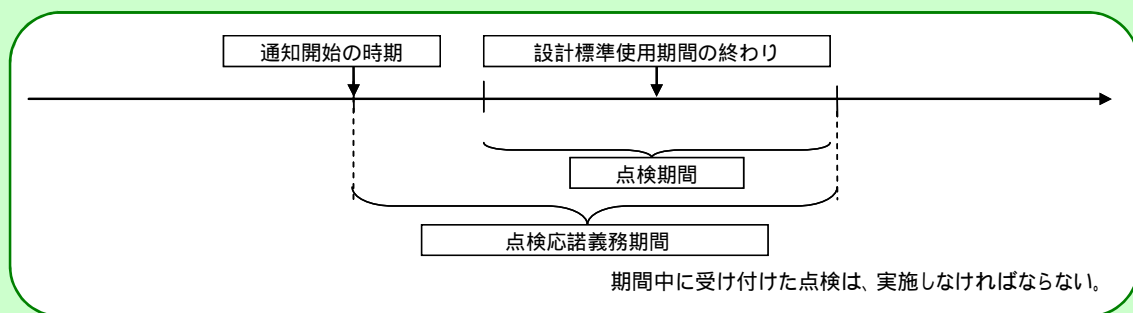 通知開始の時期
設計標準使用期間の終わり
点検期間
点検応諾義務期間
期間中に受け付けた点検は、実施しなければならない。